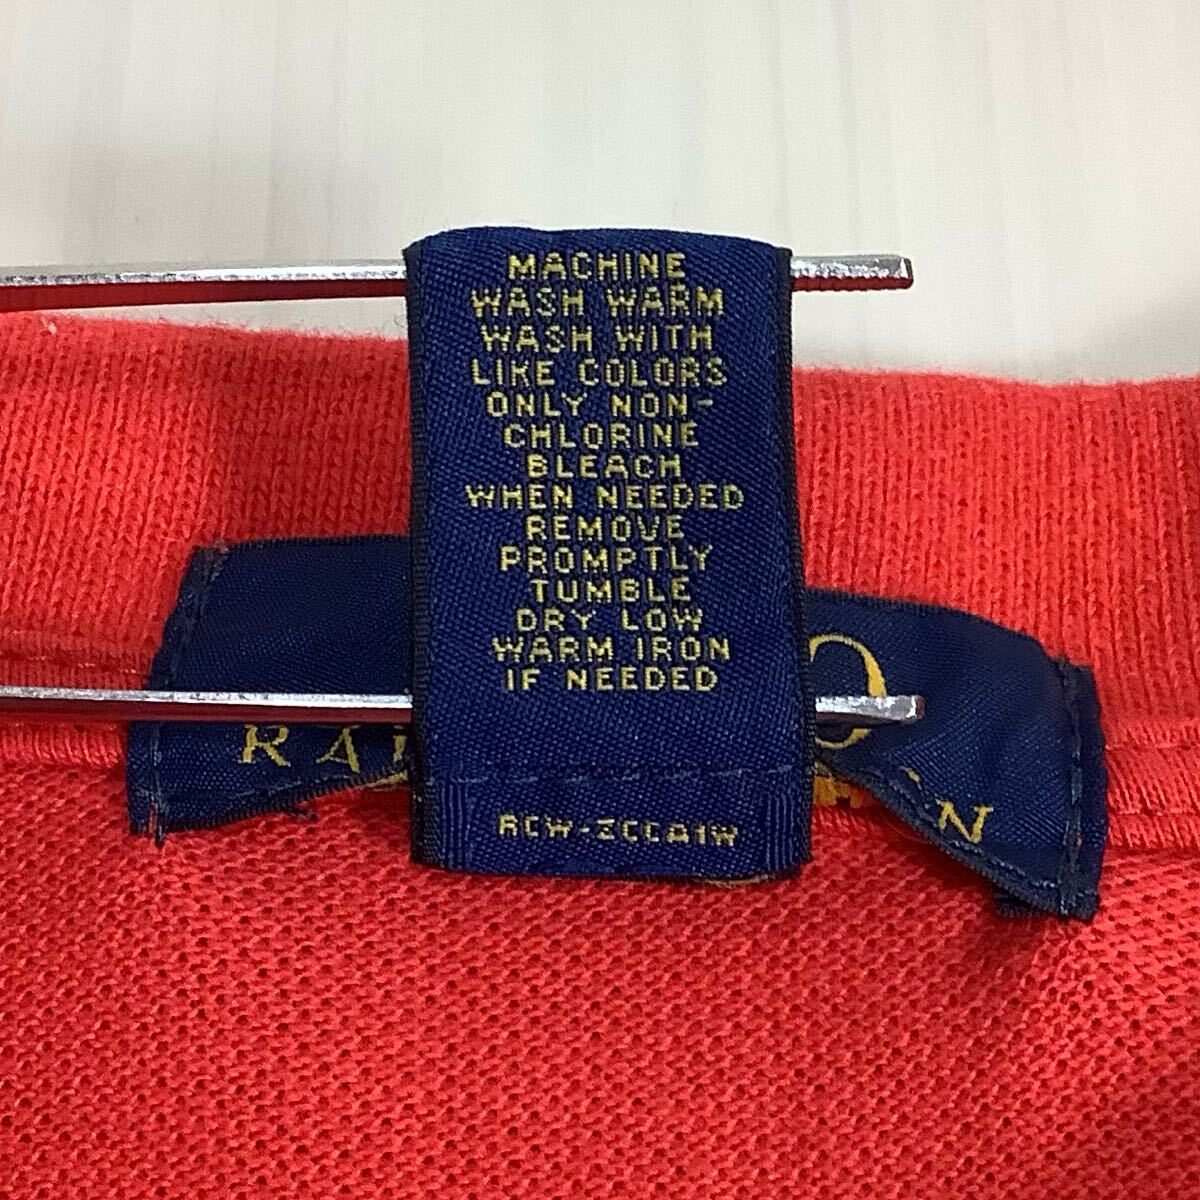 MACHINE
WASH WARM
WASH WITH
LIKE COLORS
ONLY NON-
CHLORINE
BLEACH
WHEN NEEDED
REMOVE
PROMPTLY
TUMBLE
DRY LOW
WARM IRON
IF NEEDED
RCW-ZCCA1W